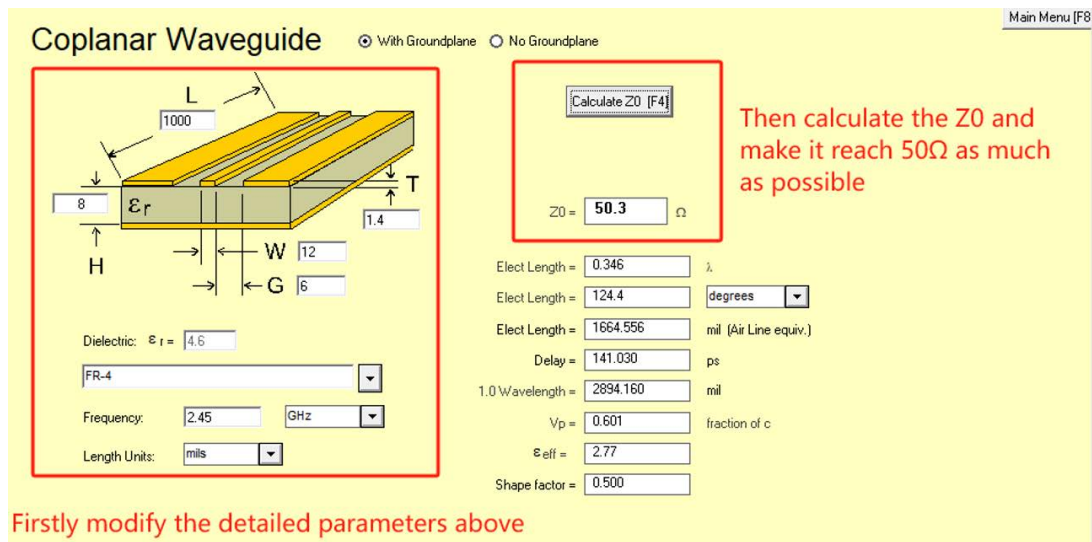 Main Menu [F8
Coplanar Waveguide
With Groundplane No Groundplane
L
1000
T
8
εr
1.4
H
W 12
G 6
Dielectric: εr = 4.6
FR-4
Frequency: 2.45 GHz
Length Units: mils
Calculate Z0 [F4]
Z0 = 50.3 Ω
Then calculate the Z0 and
make it reach 50Ω as much
as possible
Elect Length = 0.346 λ
Elect Length = 124.4 degrees
Elect Length = 1664.556 mil (Air Line equiv.)
Delay = 141.030 ps
1.0 Wavelength = 2894.160 mil
Vp = 0.601 fraction of c
εeff = 2.77
Shape factor = 0.500
Firstly modify the detailed parameters above